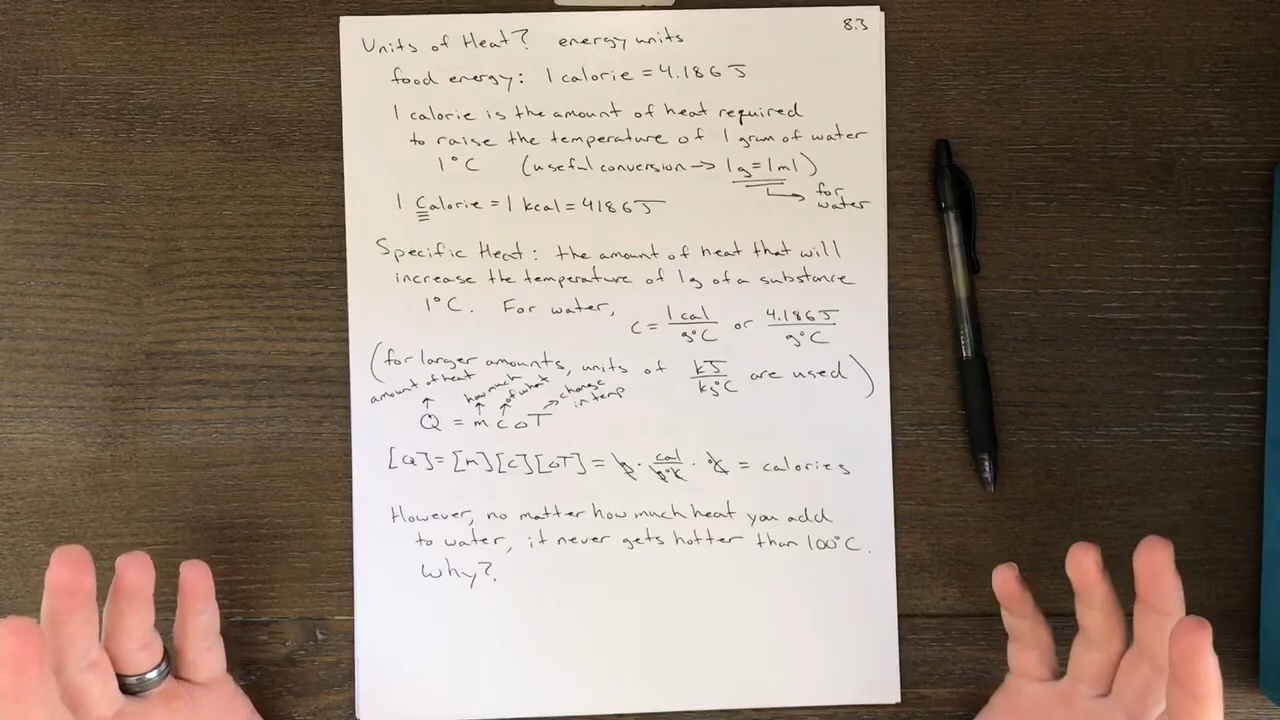 8.3
Units of Heat? energy units
food energy: 1 calorie = 4.186 J
1 calorie is the amount of heat required
to raise the temperature of 1 gram of water
1°C (useful conversion → 1g = 1ml)
for
water
1 Calorie = 1 kcal = 4186 J
Specific Heat: the amount of heat that will
increase the temperature of 1g of a substance
1°C. For water,
c = 1 cal / g°C or 4.186 J / g°C
(for larger amounts, units of kJ / kg°C are used)
amount of heat how much of what change in temp
Q = m c ΔT
[Q] = [m][c][ΔT] = g · cal / g°C · °C = calories
However, no matter how much heat you add
to water, it never gets hotter than 100°C.
Why?